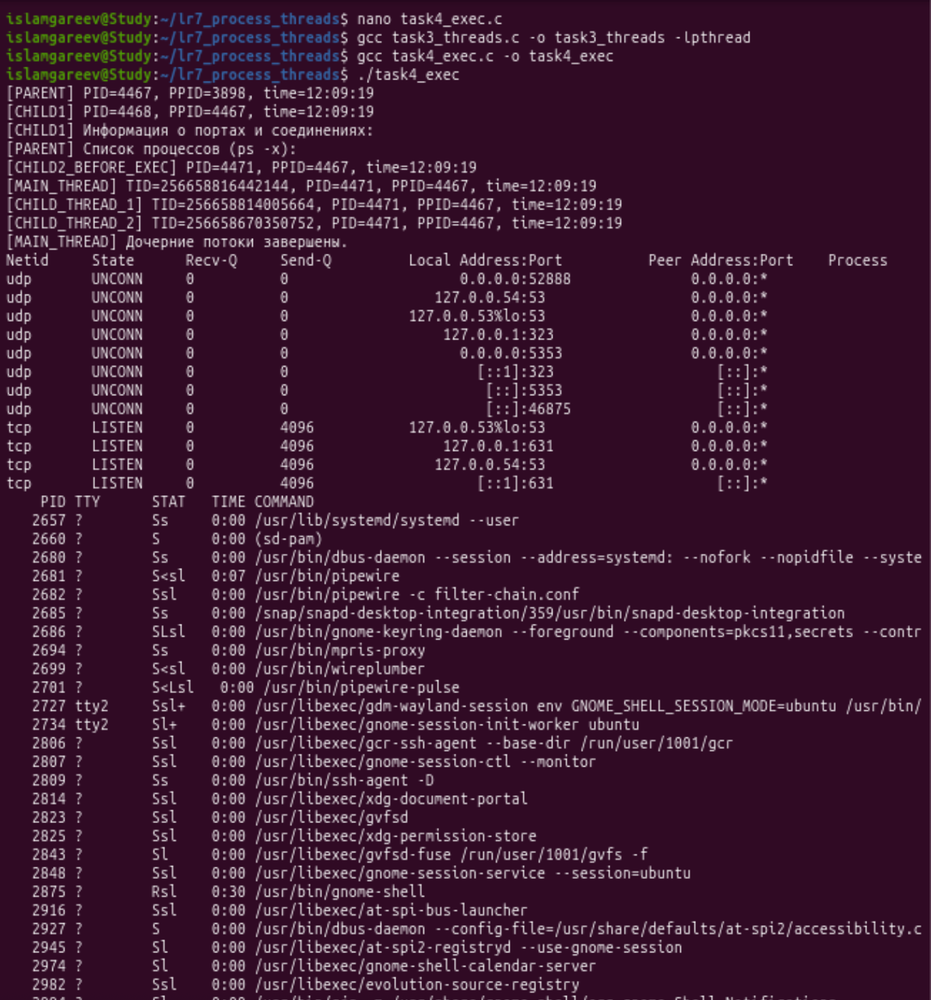 islamgareev@Study:~/lr7_process_threads$ nano task4_exec.c
islamgareev@Study:~/lr7_process_threads$ gcc task3_threads.c -o task3_threads -lpthread
islamgareev@Study:~/lr7_process_threads$ gcc task4_exec.c -o task4_exec
islamgareev@Study:~/lr7_process_threads$ ./task4_exec
[PARENT] PID=4467, PPID=3898, time=12:09:19
[CHILD1] PID=4468, PPID=4467, time=12:09:19
[CHILD1] Информация о портах и соединениях:
[PARENT] Список процессов (ps -x):
[CHILD2_BEFORE_EXEC] PID=4471, PPID=4467, time=12:09:19
[MAIN_THREAD] TID=256658816442144, PID=4471, PPID=4467, time=12:09:19
[CHILD_THREAD_1] TID=256658814005664, PID=4471, PPID=4467, time=12:09:19
[CHILD_THREAD_2] TID=256658670350752, PID=4471, PPID=4467, time=12:09:19
[MAIN_THREAD] Дочерние потоки завершены.
Netid State Recv-Q Send-Q Local Address:Port Peer Address:Port Process
udp UNCONN 0 0 0.0.0.0:52888 0.0.0.0:*
udp UNCONN 0 0 127.0.0.54:53 0.0.0.0:*
udp UNCONN 0 0 127.0.0.53%lo:53 0.0.0.0:*
udp UNCONN 0 0 127.0.0.1:323 0.0.0.0:*
udp UNCONN 0 0 0.0.0.0:5353 0.0.0.0:*
udp UNCONN 0 0 [::1]:323 [::]:*
udp UNCONN 0 0 [::]:5353 [::]:*
udp UNCONN 0 0 [::]:46875 [::]:*
tcp LISTEN 0 4096 127.0.0.53%lo:53 0.0.0.0:*
tcp LISTEN 0 4096 127.0.0.1:631 0.0.0.0:*
tcp LISTEN 0 4096 127.0.0.54:53 0.0.0.0:*
tcp LISTEN 0 4096 [::1]:631 [::]:*
PID TTY STAT TIME COMMAND
2657 ? Ss 0:00 /usr/lib/systemd/systemd --user
2660 ? S 0:00 (sd-pam)
2680 ? Ss 0:00 /usr/bin/dbus-daemon --session --address=systemd: --nofork --nopidfile --syste
2681 ? S<sl 0:07 /usr/bin/pipewire
2682 ? Ssl 0:00 /usr/bin/pipewire -c filter-chain.conf
2685 ? Ss 0:00 /snap/snapd-desktop-integration/359/usr/bin/snapd-desktop-integration
2686 ? SLsl 0:00 /usr/bin/gnome-keyring-daemon --foreground --components=pkcs11,secrets --contr
2694 ? Ss 0:00 /usr/bin/mpris-proxy
2699 ? S<sl 0:00 /usr/bin/wireplumber
2701 ? S<Lsl 0:00 /usr/bin/pipewire-pulse
2727 tty2 Ssl+ 0:00 /usr/libexec/gdm-wayland-session env GNOME_SHELL_SESSION_MODE=ubuntu /usr/bin/
2734 tty2 Sl+ 0:00 /usr/libexec/gnome-session-init-worker ubuntu
2806 ? Ssl 0:00 /usr/libexec/gcr-ssh-agent --base-dir /run/user/1001/gcr
2807 ? Ssl 0:00 /usr/libexec/gnome-session-ctl --monitor
2809 ? Ss 0:00 /usr/bin/ssh-agent -D
2814 ? Ssl 0:00 /usr/libexec/xdg-document-portal
2823 ? Ssl 0:00 /usr/libexec/gvfsd
2825 ? Ssl 0:00 /usr/libexec/xdg-permission-store
2843 ? Sl 0:00 /usr/libexec/gvfsd-fuse /run/user/1001/gvfs -f
2848 ? Ssl 0:00 /usr/libexec/gnome-session-service --session=ubuntu
2875 ? Rsl 0:30 /usr/bin/gnome-shell
2916 ? Ssl 0:00 /usr/libexec/at-spi-bus-launcher
2927 ? S 0:00 /usr/bin/dbus-daemon --config-file=/usr/share/defaults/at-spi2/accessibility.c
2945 ? Sl 0:00 /usr/libexec/at-spi2-registryd --use-gnome-session
2974 ? Sl 0:00 /usr/libexec/gnome-shell-calendar-server
2982 ? Ssl 0:00 /usr/libexec/evolution-source-registry